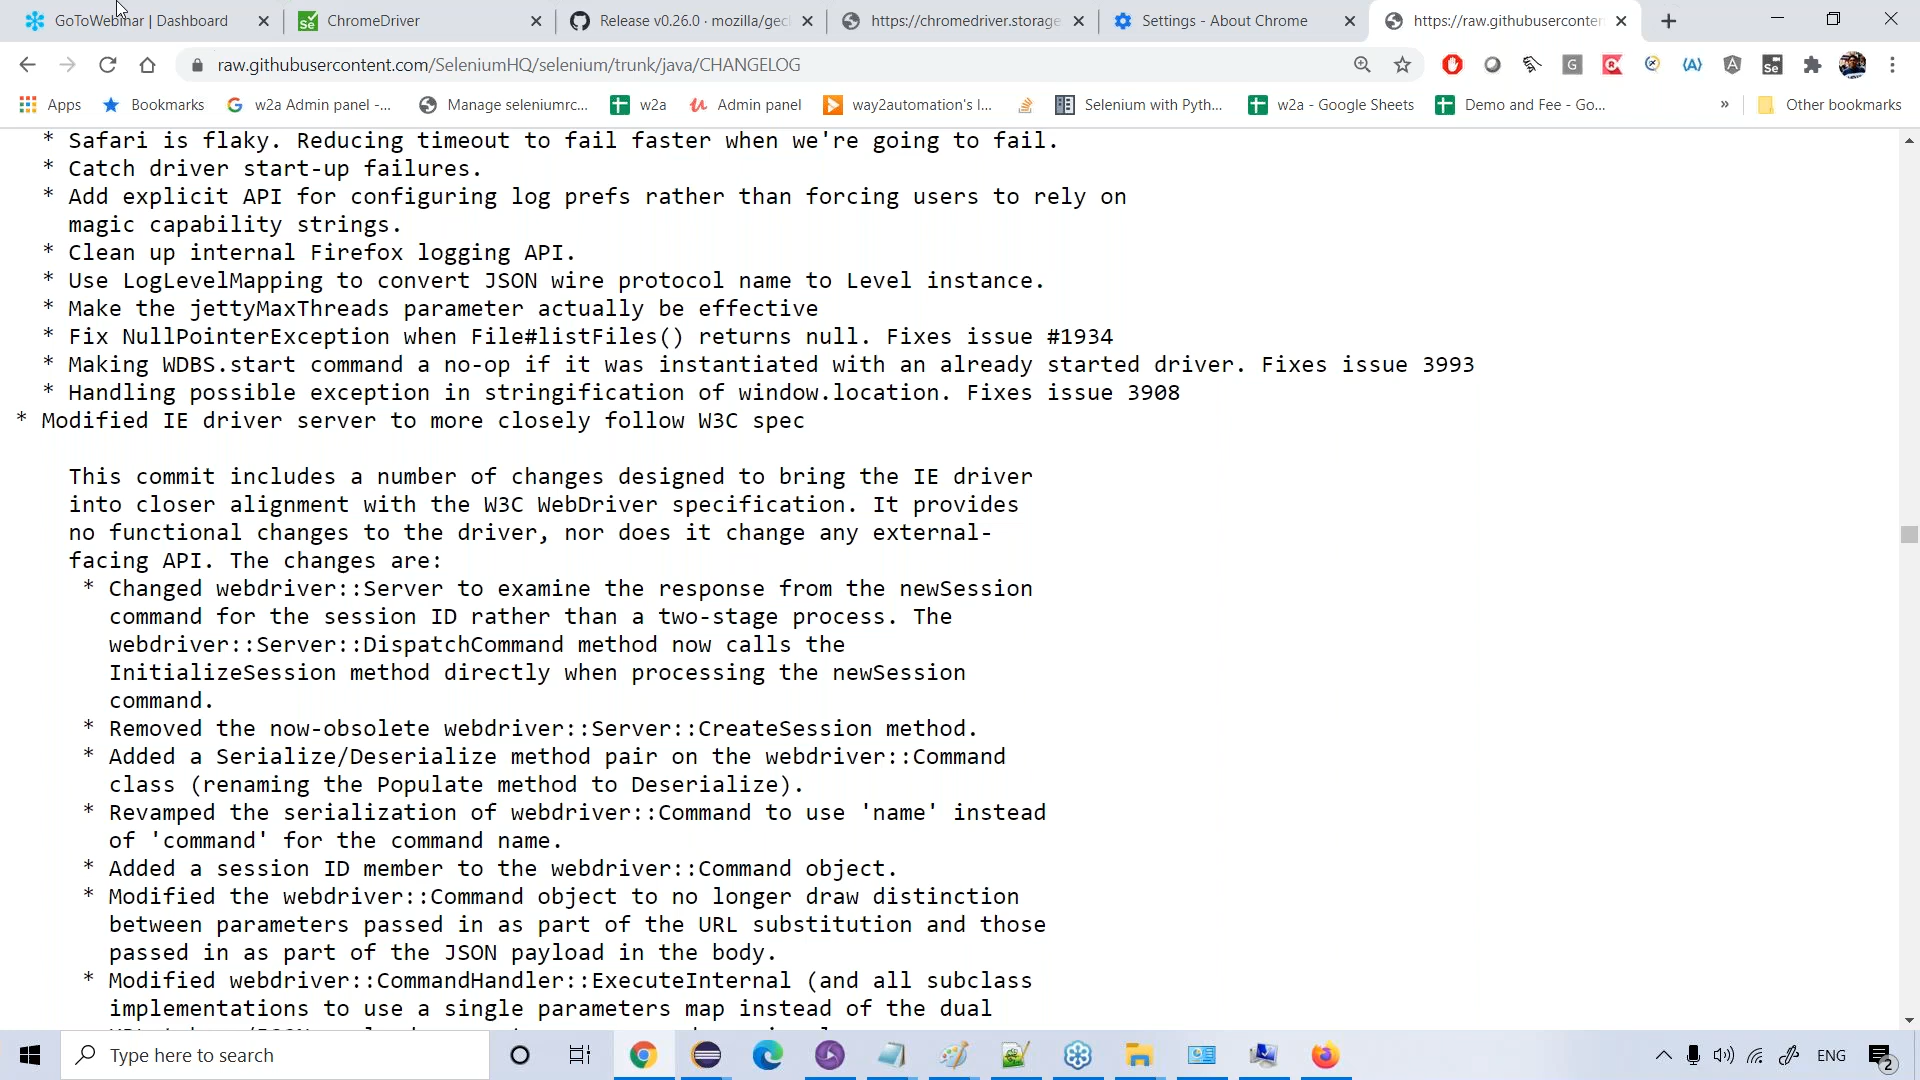 GoToWebinar | Dashboard
ChromeDriver
Release v0.26.0 · mozilla/geck
https://chromedriver.storage
Settings - About Chrome
https://raw.githubusercontent
raw.githubusercontent.com/SeleniumHQ/selenium/trunk/java/CHANGELOG
Apps
Bookmarks
w2a Admin panel -...
Manage seleniumrc...
w2a
Admin panel
way2automation's l...
Selenium with Pyth...
w2a - Google Sheets
Demo and Fee - Go...
»
Other bookmarks
* Safari is flaky. Reducing timeout to fail faster when we're going to fail.
* Catch driver start-up failures.
* Add explicit API for configuring log prefs rather than forcing users to rely on
magic capability strings.
* Clean up internal Firefox logging API.
* Use LogLevelMapping to convert JSON wire protocol name to Level instance.
* Make the jettyMaxThreads parameter actually be effective
* Fix NullPointerException when File#listFiles() returns null. Fixes issue #1934
* Making WDBS.start command a no-op if it was instantiated with an already started driver. Fixes issue 3993
* Handling possible exception in stringification of window.location. Fixes issue 3908
* Modified IE driver server to more closely follow W3C spec
This commit includes a number of changes designed to bring the IE driver
into closer alignment with the W3C WebDriver specification. It provides
no functional changes to the driver, nor does it change any external-
facing API. The changes are:
* Changed webdriver::Server to examine the response from the newSession
command for the session ID rather than a two-stage process. The
webdriver::Server::DispatchCommand method now calls the
InitializeSession method directly when processing the newSession
command.
* Removed the now-obsolete webdriver::Server::CreateSession method.
* Added a Serialize/Deserialize method pair on the webdriver::Command
class (renaming the Populate method to Deserialize).
* Revamped the serialization of webdriver::Command to use 'name' instead
of 'command' for the command name.
* Added a session ID member to the webdriver::Command object.
* Modified the webdriver::Command object to no longer draw distinction
between parameters passed in as part of the URL substitution and those
passed in as part of the JSON payload in the body.
* Modified webdriver::CommandHandler::ExecuteInternal (and all subclass
implementations to use a single parameters map instead of the dual
Type here to search
ENG
2